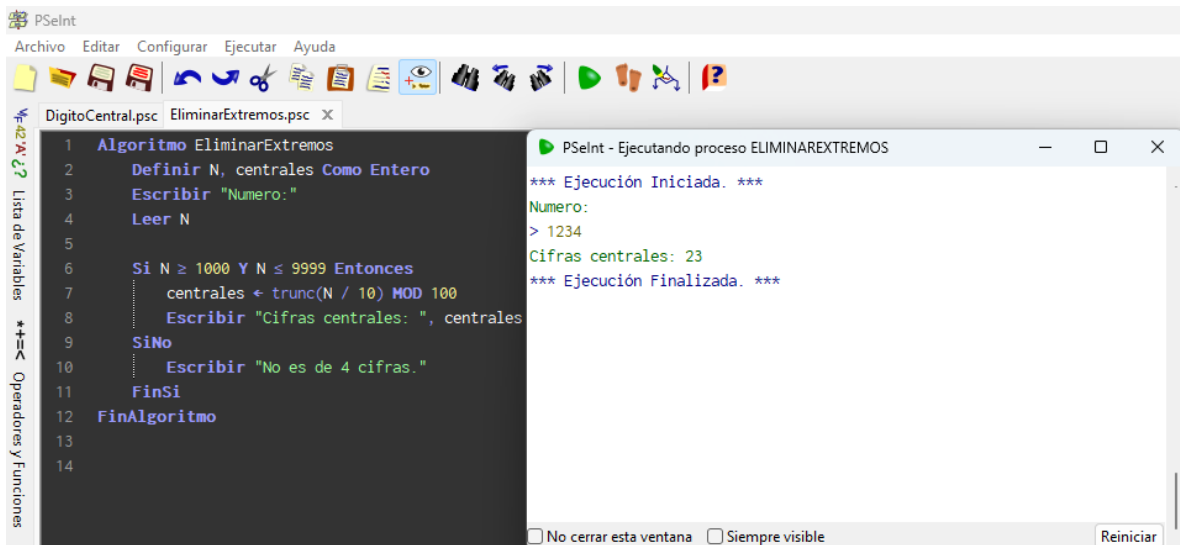 PSeInt
Archivo Editar Configurar Ejecutar Ayuda
DigitoCentral.psc EliminarExtremos.psc X
Lista de Variables
Operadores y Funciones
1 Algoritmo EliminarExtremos
2 Definir N, centrales Como Entero
3 Escribir "Numero:"
4 Leer N
5
6 Si N ≥ 1000 Y N ≤ 9999 Entonces
7 centrales ← trunc(N / 10) MOD 100
8 Escribir "Cifras centrales: ", centrales
9 SiNo
10 Escribir "No es de 4 cifras."
11 FinSi
12 FinAlgoritmo
13
14
PSeInt - Ejecutando proceso ELIMINAREXTREMOS
*** Ejecución Iniciada. ***
Numero:
> 1234
Cifras centrales: 23
*** Ejecución Finalizada. ***
No cerrar esta ventana Siempre visible Reiniciar